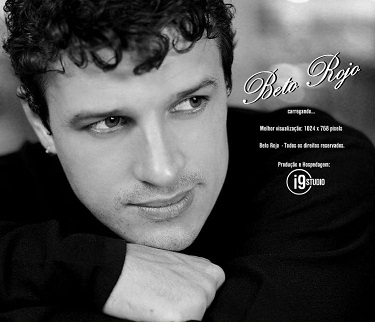 Beto Rojo
carregando...
Melhor visualização: 1024 x 768 pixels
Beto Rojo - Todos os direitos reservados.
Produção e Hospedagem:
i9 STUDIO